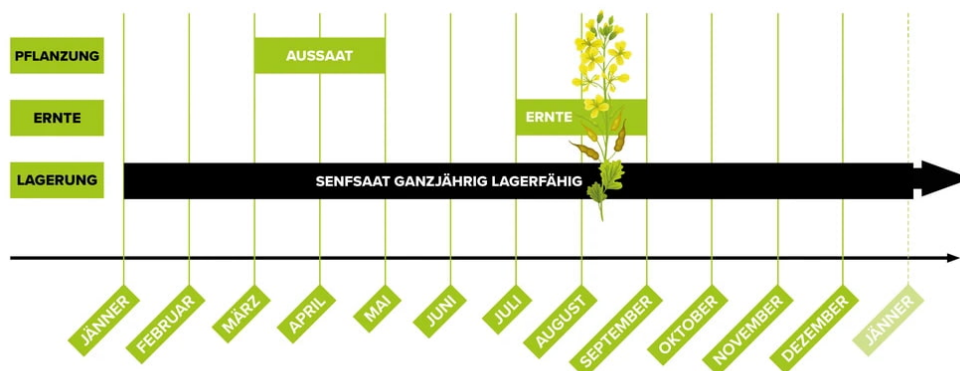 PFLANZUNG
AUSSAAT
ERNTE
ERNTE
LAGERUNG
SENFSAAT GANZJÄHRIG LAGERFÄHIG
JÄNNER
FEBRUAR
MÄRZ
APRIL
MAI
JUNI
JULI
AUGUST
SEPTEMBER
OKTOBER
NOVEMBER
DEZEMBER
JÄNNER